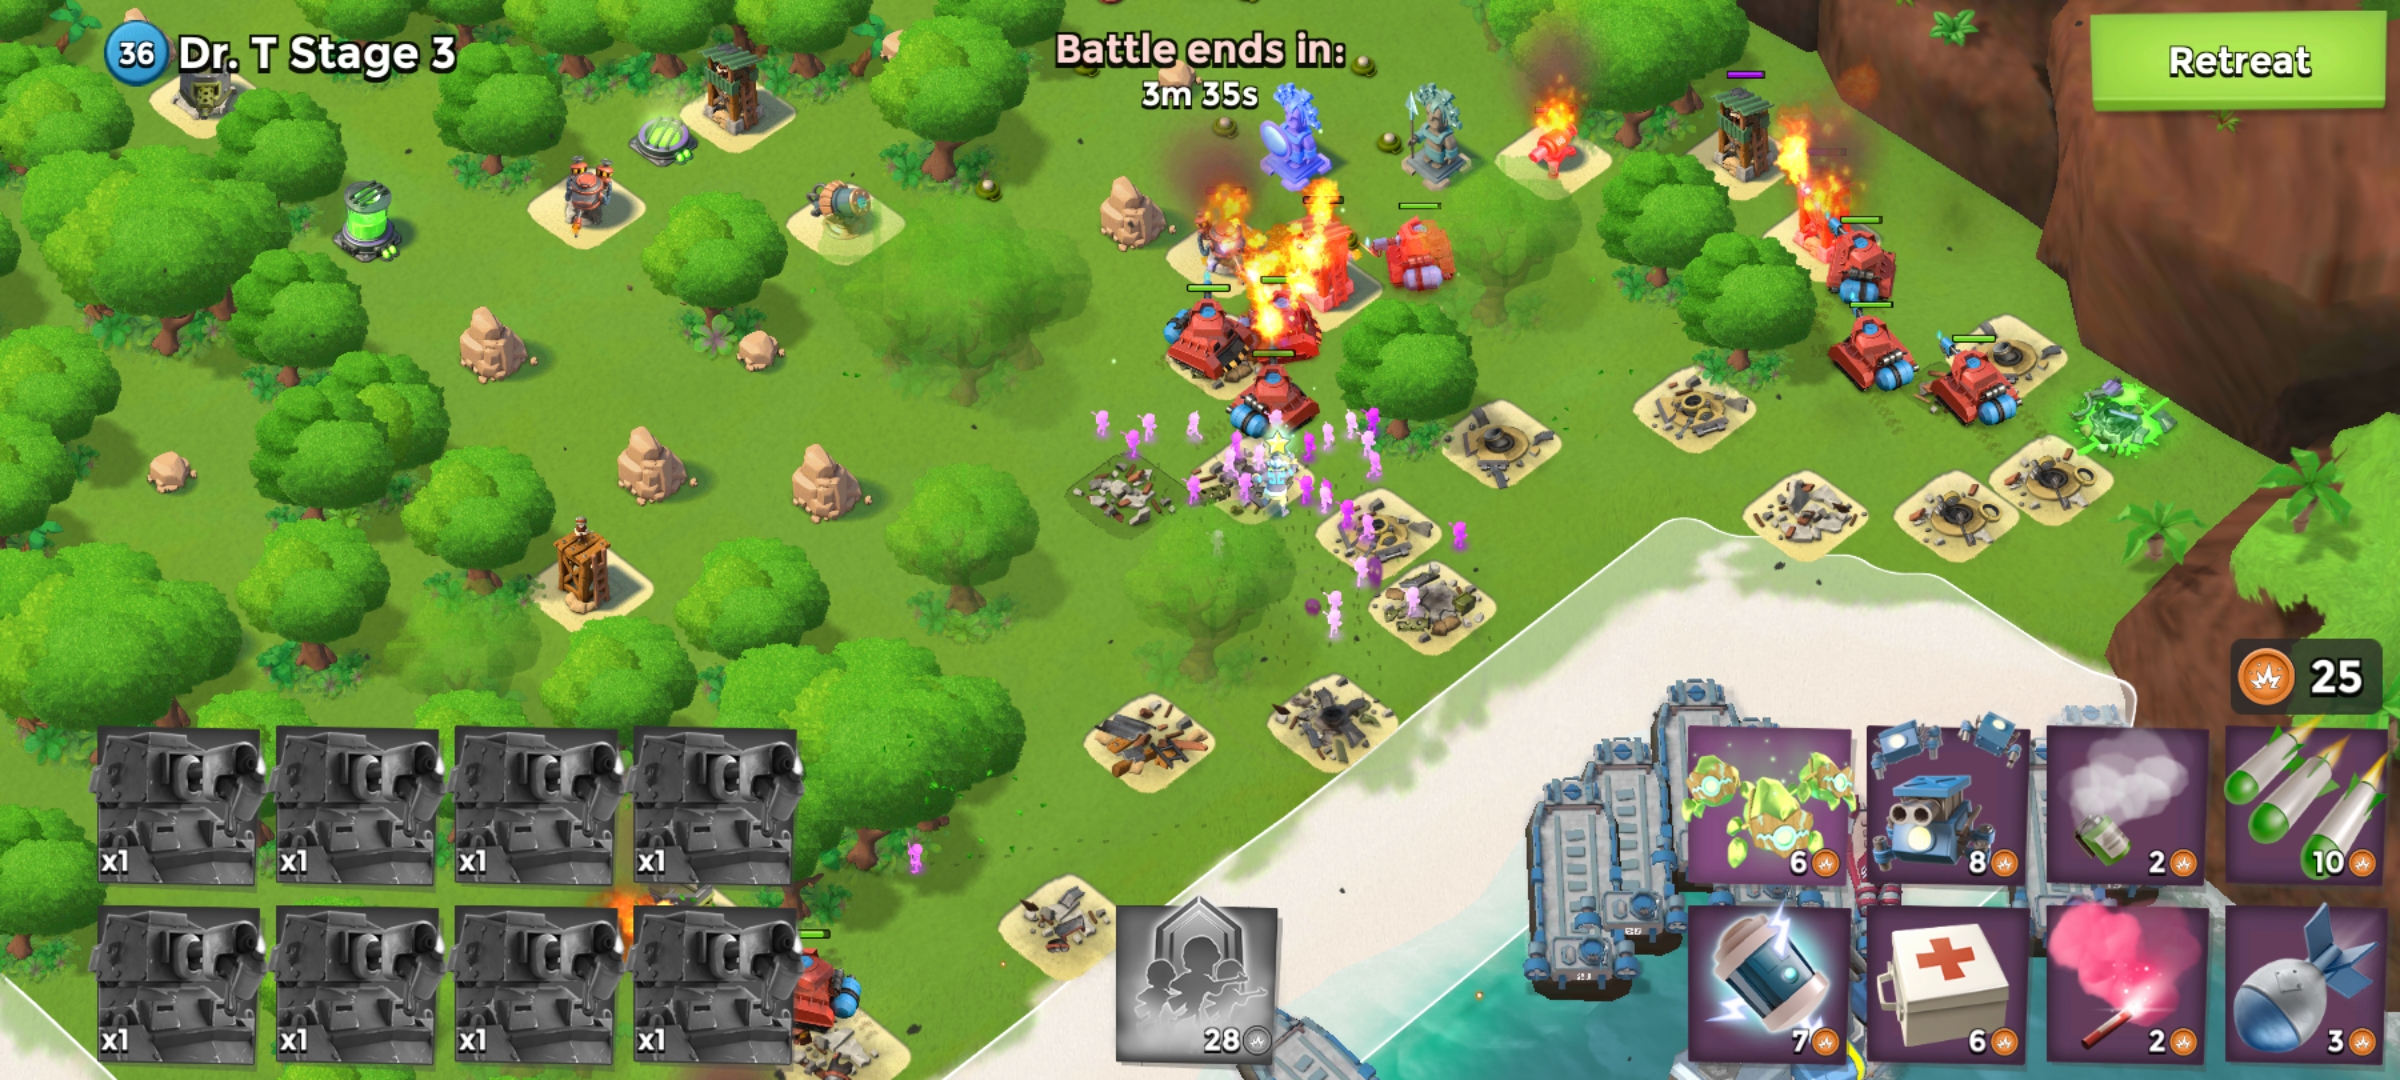 36 Dr. T Stage 3
Battle ends in:
3m 35s
Retreat
25
x1 x1 x1 x1
6 8 2 10
x1 x1 x1 x1
28
7 6 2 3